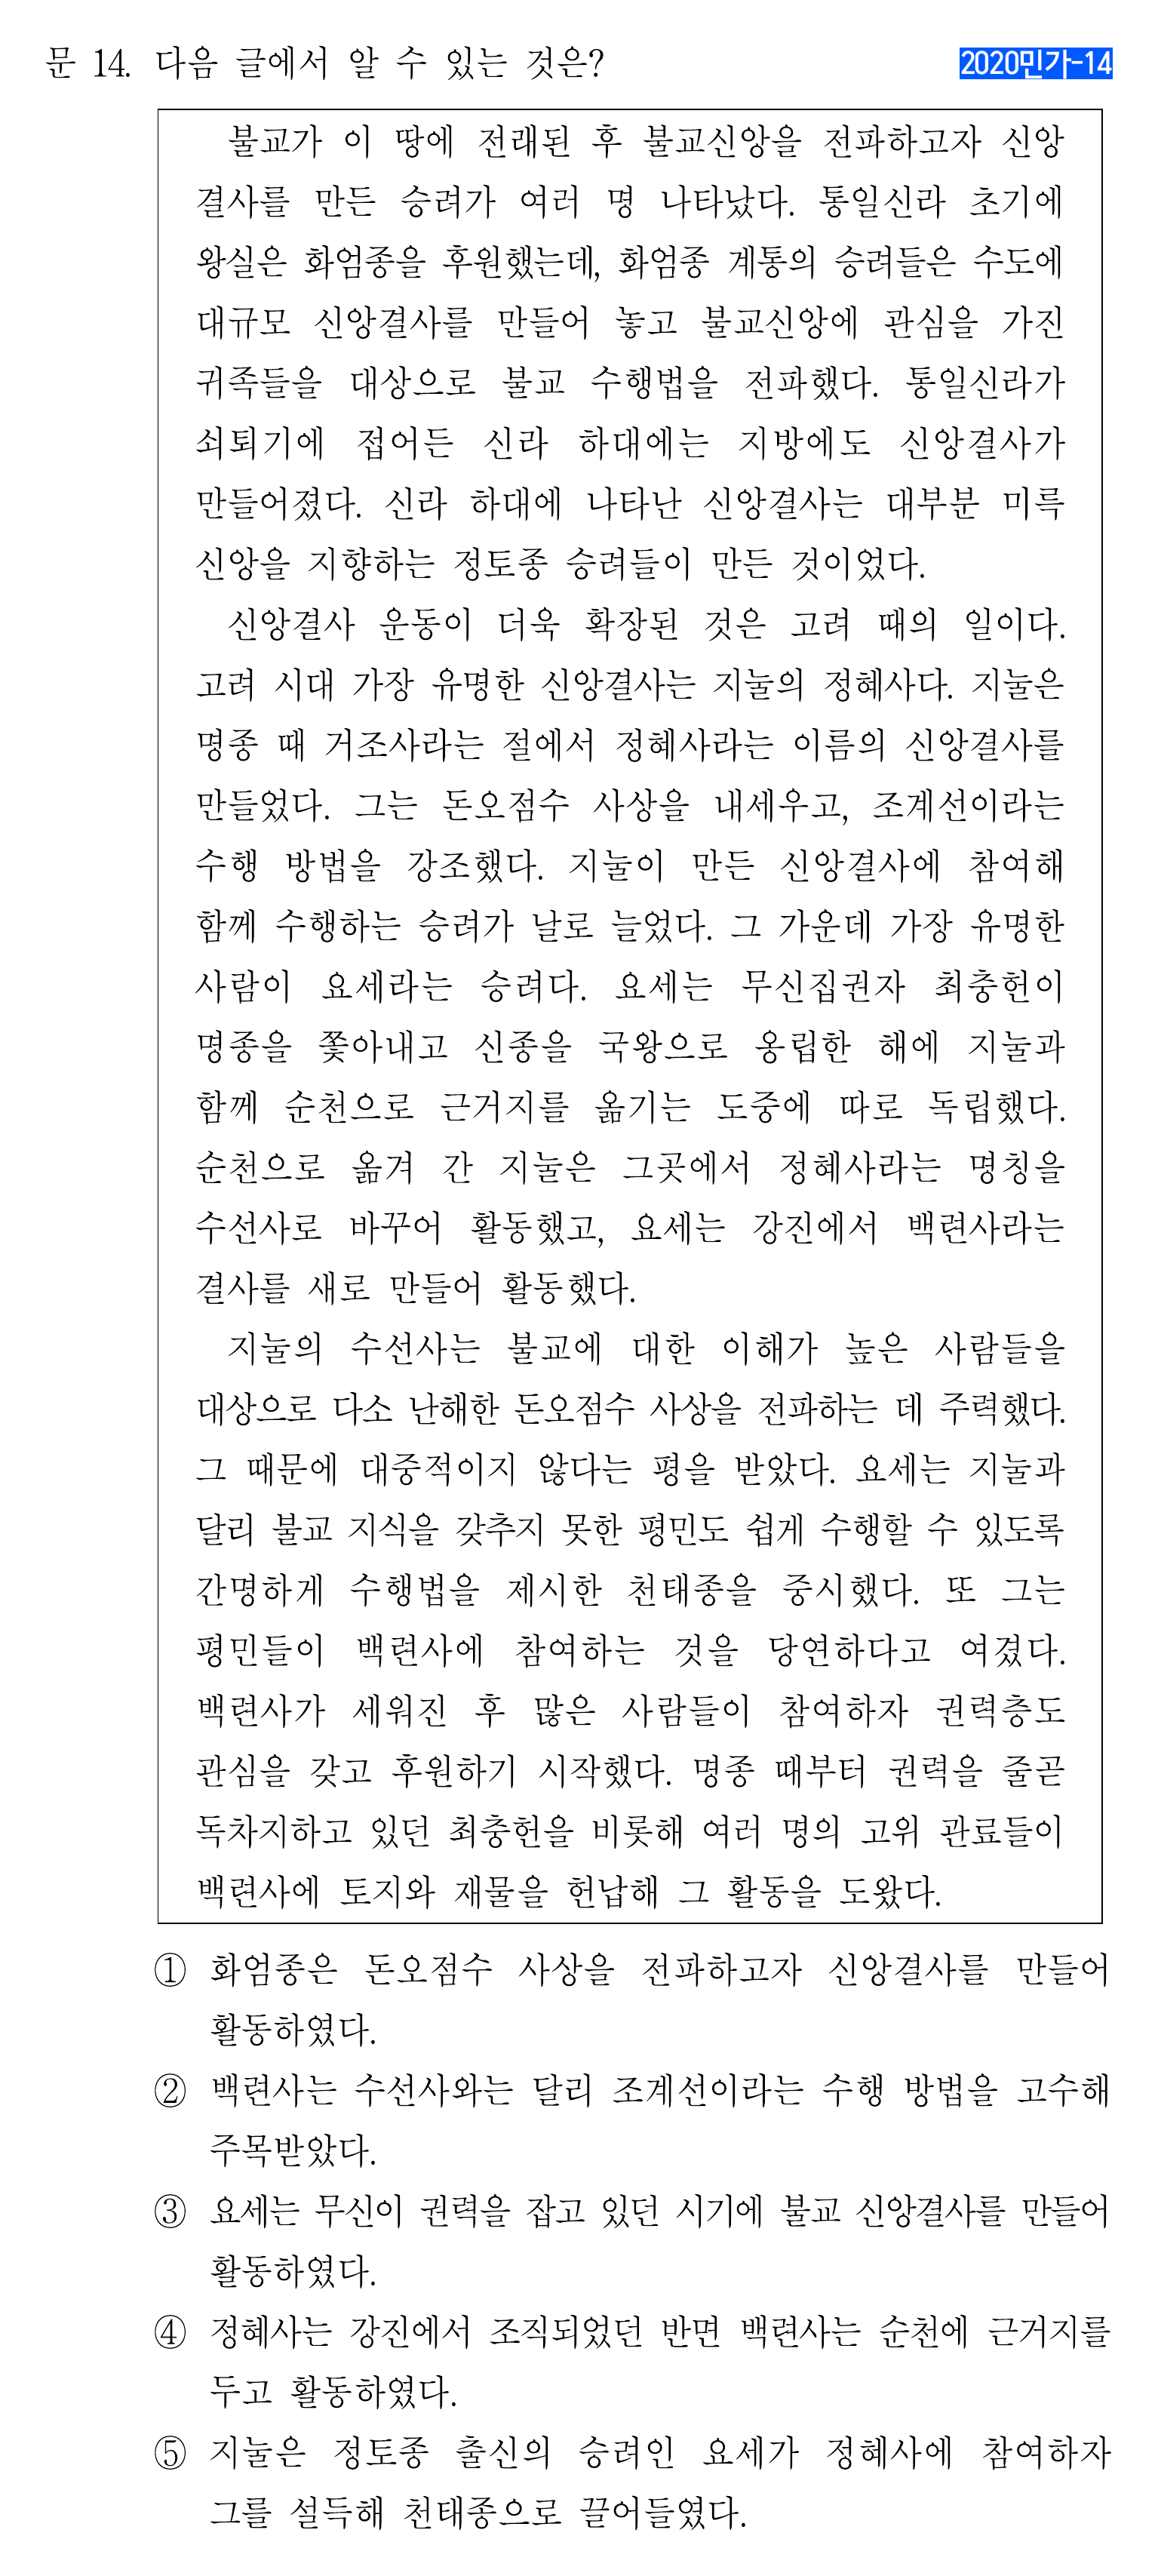 문 14. 다음 글에서 알 수 있는 것은?
2020민가-14
불교가 이 땅에 전래된 후 불교신앙을 전파하고자 신앙
결사를 만든 승려가 여러 명 나타났다. 통일신라 초기에
왕실은 화엄종을 후원했는데, 화엄종 계통의 승려들은 수도에
대규모 신앙결사를 만들어 놓고 불교신앙에 관심을 가진
귀족들을 대상으로 불교 수행법을 전파했다. 통일신라가
쇠퇴기에 접어든 신라 하대에는 지방에도 신앙결사가
만들어졌다. 신라 하대에 나타난 신앙결사는 대부분 미륵
신앙을 지향하는 정토종 승려들이 만든 것이었다.
신앙결사 운동이 더욱 확장된 것은 고려 때의 일이다.
고려 시대 가장 유명한 신앙결사는 지눌의 정혜사다. 지눌은
명종 때 거조사라는 절에서 정혜사라는 이름의 신앙결사를
만들었다. 그는 돈오점수 사상을 내세우고, 조계선이라는
수행 방법을 강조했다. 지눌이 만든 신앙결사에 참여해
함께 수행하는 승려가 날로 늘었다. 그 가운데 가장 유명한
사람이 요세라는 승려다. 요세는 무신집권자 최충헌이
명종을 쫓아내고 신종을 국왕으로 옹립한 해에 지눌과
함께 순천으로 근거지를 옮기는 도중에 따로 독립했다.
순천으로 옮겨 간 지눌은 그곳에서 정혜사라는 명칭을
수선사로 바꾸어 활동했고, 요세는 강진에서 백련사라는
결사를 새로 만들어 활동했다.
지눌의 수선사는 불교에 대한 이해가 높은 사람들을
대상으로 다소 난해한 돈오점수 사상을 전파하는 데 주력했다.
그 때문에 대중적이지 않다는 평을 받았다. 요세는 지눌과
달리 불교 지식을 갖추지 못한 평민도 쉽게 수행할 수 있도록
간명하게 수행법을 제시한 천태종을 중시했다. 또 그는
평민들이 백련사에 참여하는 것을 당연하다고 여겼다.
백련사가 세워진 후 많은 사람들이 참여하자 권력층도
관심을 갖고 후원하기 시작했다. 명종 때부터 권력을 줄곧
독차지하고 있던 최충헌을 비롯해 여러 명의 고위 관료들이
백련사에 토지와 재물을 헌납해 그 활동을 도왔다.
① 화엄종은 돈오점수 사상을 전파하고자 신앙결사를 만들어
활동하였다.
② 백련사는 수선사와는 달리 조계선이라는 수행 방법을 고수해
주목받았다.
③ 요세는 무신이 권력을 잡고 있던 시기에 불교 신앙결사를 만들어
활동하였다.
④ 정혜사는 강진에서 조직되었던 반면 백련사는 순천에 근거지를
두고 활동하였다.
⑤ 지눌은 정토종 출신의 승려인 요세가 정혜사에 참여하자
그를 설득해 천태종으로 끌어들였다.